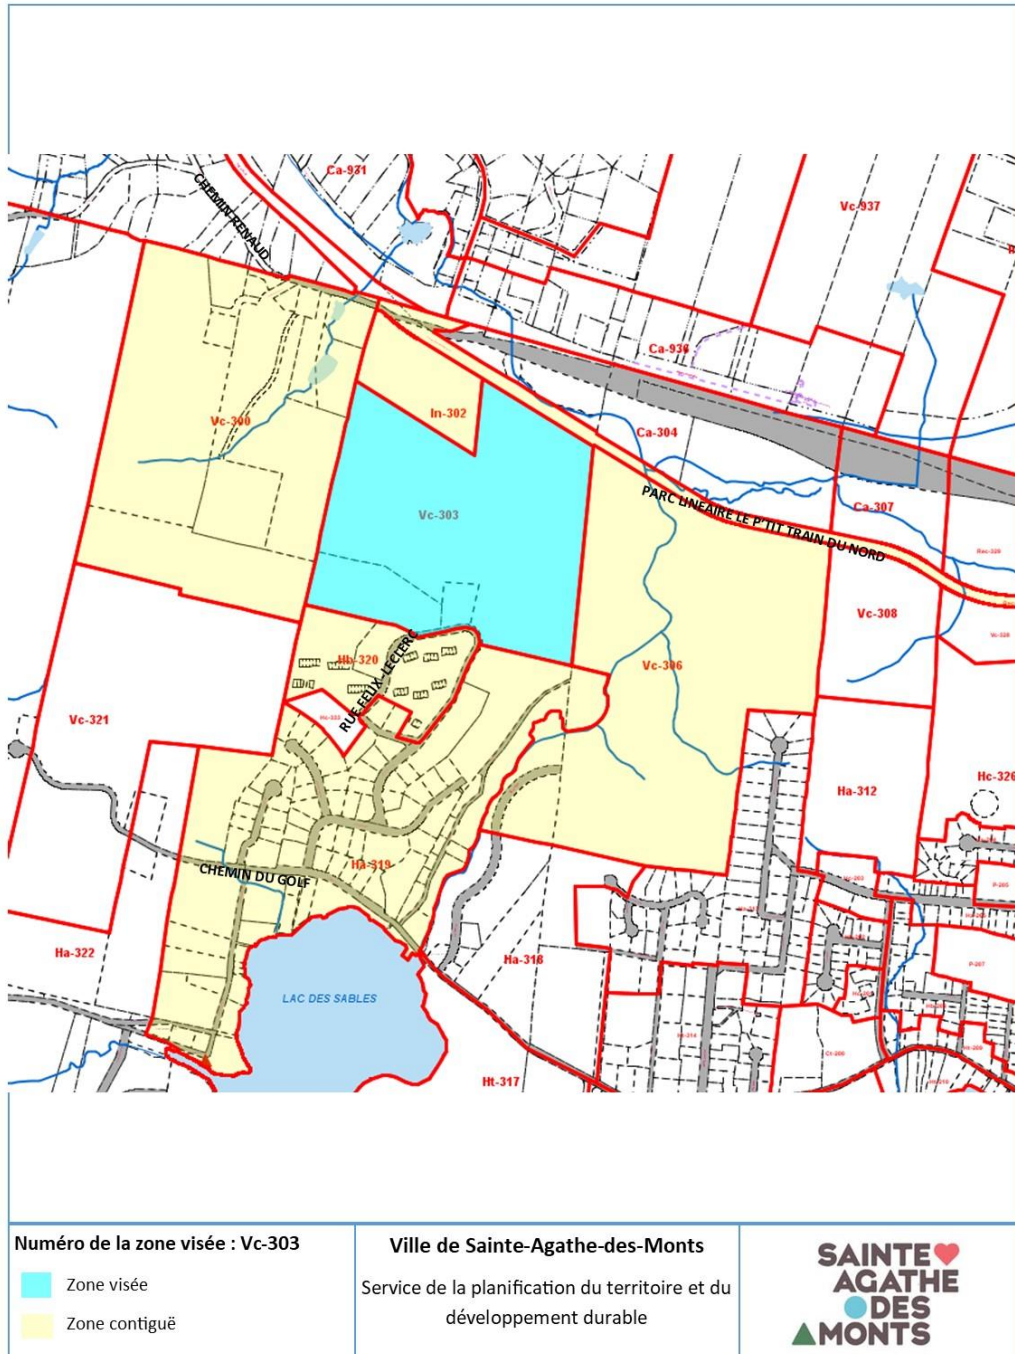 Ca-931
CHEMIN RENAUD
Vc-937
Ca-936
Vc-300
In-302
Ca-304
Vc-303
PARC LINEAIRE LE P'TIT TRAIN DU NORD
Ca-307
Vc-308
Hb-320
RUE FELIX-LECLERC
Vc-306
Vc-321
Ha-312
Hc-326
Ha-319
CHEMIN DU GOLF
Ha-322
Ha-318
LAC DES SABLES
Ht-317
P-207
Numéro de la zone visée : Vc-303
Zone visée
Zone contiguë
Ville de Sainte-Agathe-des-Monts
Service de la planification du territoire et du
développement durable
SAINTE
AGATHE
DES
MONTS